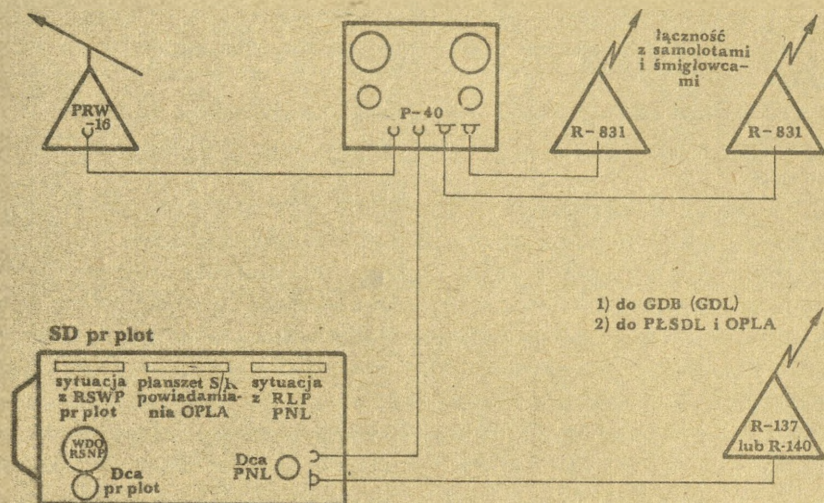 PRW
-16
P-40
łączność
z samolotami
i śmigłowca-
mi
R-831
R-831
1) do GDB (GDL)
2) do PŁSDL i OPLA
SD pr plot
sytuacja
z RSWP
pr plot
planszet S/R
powiadamia-
nia OPLA
sytuacja
z RLP
PNL
WDO
RSNP
Dca
pr plot
Dca
PNL
R-137
lub R-140